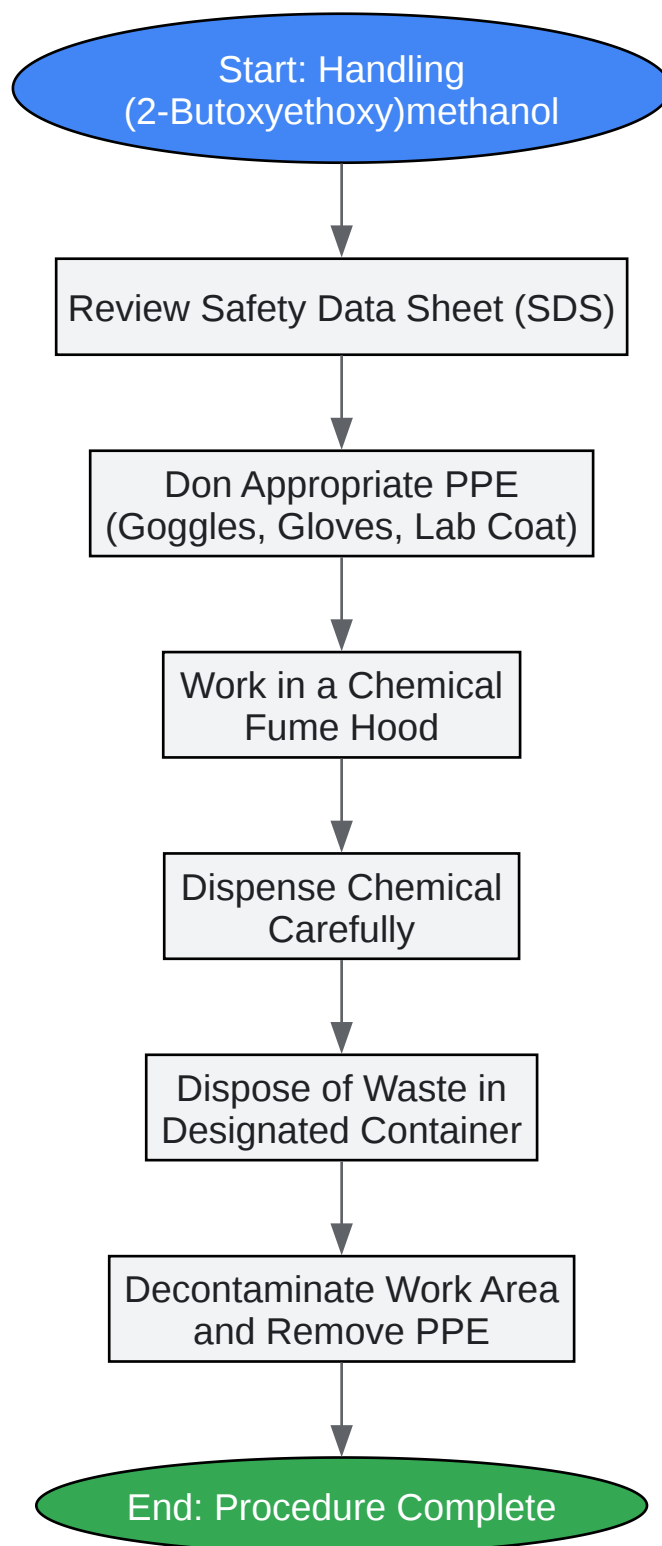 Start: Handling
(2-Butoxyethoxy)methanol
Review Safety Data Sheet (SDS)
Don Appropriate PPE
(Goggles, Gloves, Lab Coat)
Work in a Chemical
Fume Hood
Dispense Chemical
Carefully
Dispose of Waste in
Designated Container
Decontaminate Work Area
and Remove PPE
End: Procedure Complete